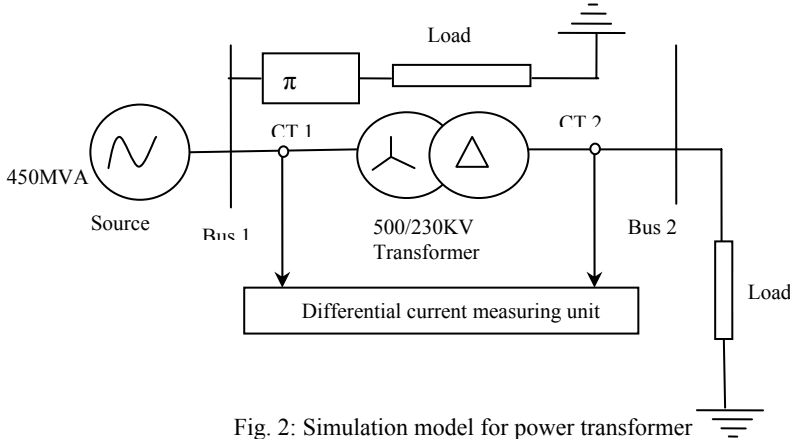 Load
π
CT 1
CT 2
450MVA
Source
Bus 1
500/230KV
Transformer
Bus 2
Load
Differential current measuring unit
Fig. 2: Simulation model for power transformer